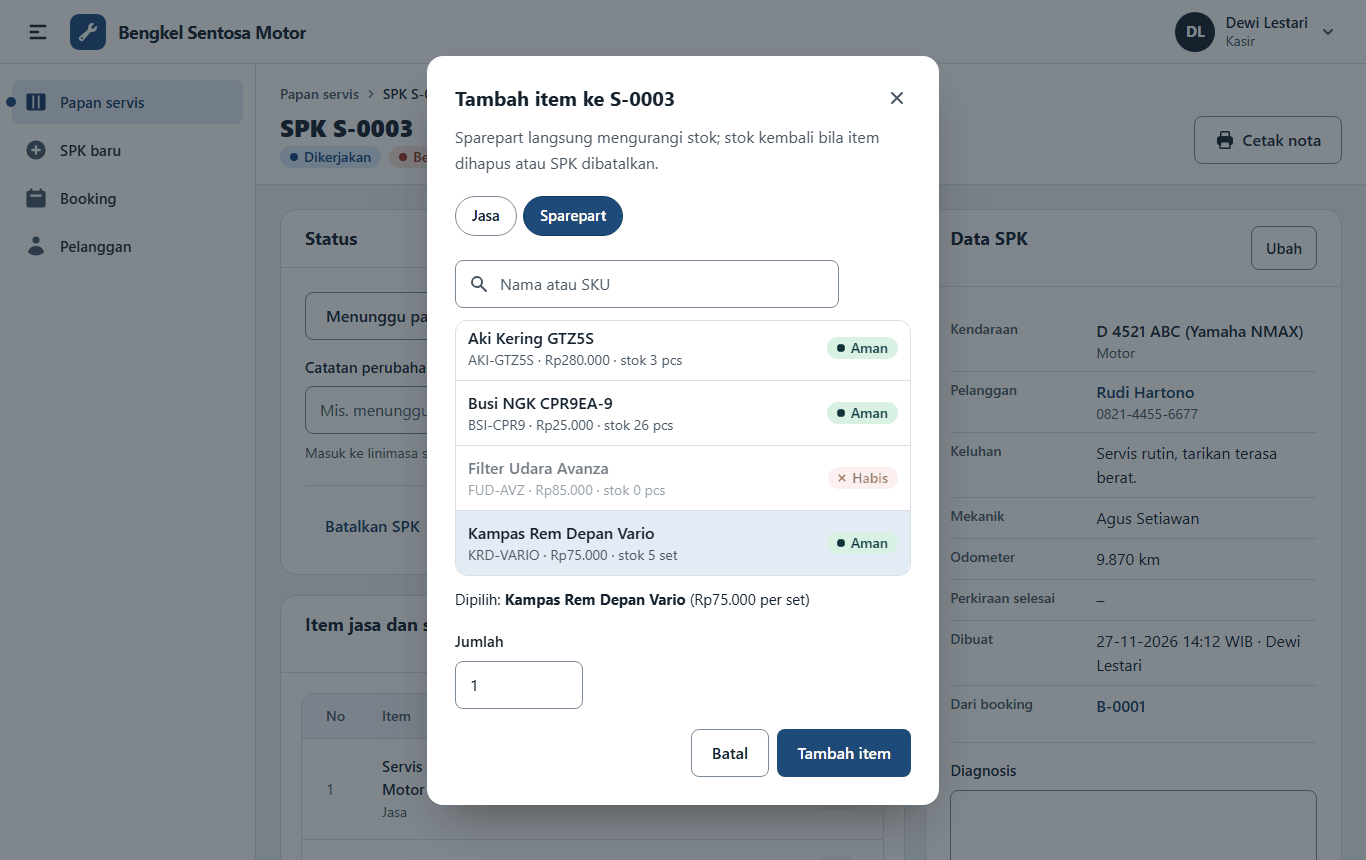 Bengkel Sentosa Motor
DL
Dewi Lestari
Kasir
Papan servis
SPK baru
Booking
Pelanggan
Papan servis › SPK S-0
SPK S-0003
Dikerjakan
Cetak nota
Status
Menunggu
Catatan
Mis. menunggu
Masuk ke linimasa
Batalkan SPK
Item jasa dan
No
Item
1
Servis
Motor
Jasa
Tambah item ke S-0003
Sparepart langsung mengurangi stok; stok kembali bila item
dihapus atau SPK dibatalkan.
Jasa
Sparepart
Nama atau SKU
Aki Kering GTZ5S
AKI-GTZ5S · Rp280.000 · stok 3 pcs
Aman
Busi NGK CPR9EA-9
BSI-CPR9 · Rp25.000 · stok 26 pcs
Aman
Filter Udara Avanza
FUD-AVZ · Rp85.000 · stok 0 pcs
× Habis
Kampas Rem Depan Vario
KRD-VARIO · Rp75.000 · stok 5 set
Aman
Dipilih: Kampas Rem Depan Vario (Rp75.000 per set)
Jumlah
1
Batal
Tambah item
Data SPK
Ubah
Kendaraan
D 4521 ABC (Yamaha NMAX)
Motor
Pelanggan
Rudi Hartono
0821-4455-6677
Keluhan
Servis rutin, tarikan terasa
berat.
Mekanik
Agus Setiawan
Odometer
9.870 km
Perkiraan selesai
–
Dibuat
27-11-2026 14:12 WIB · Dewi
Lestari
Dari booking
B-0001
Diagnosis